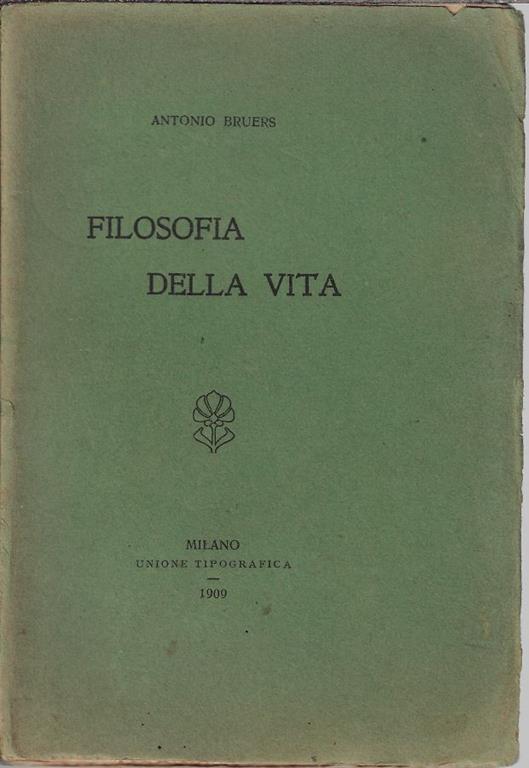 ANTONIO BRUERS
FILOSOFIA
DELLA VITA
MILANO
UNIONE TIPOGRAFICA
1909